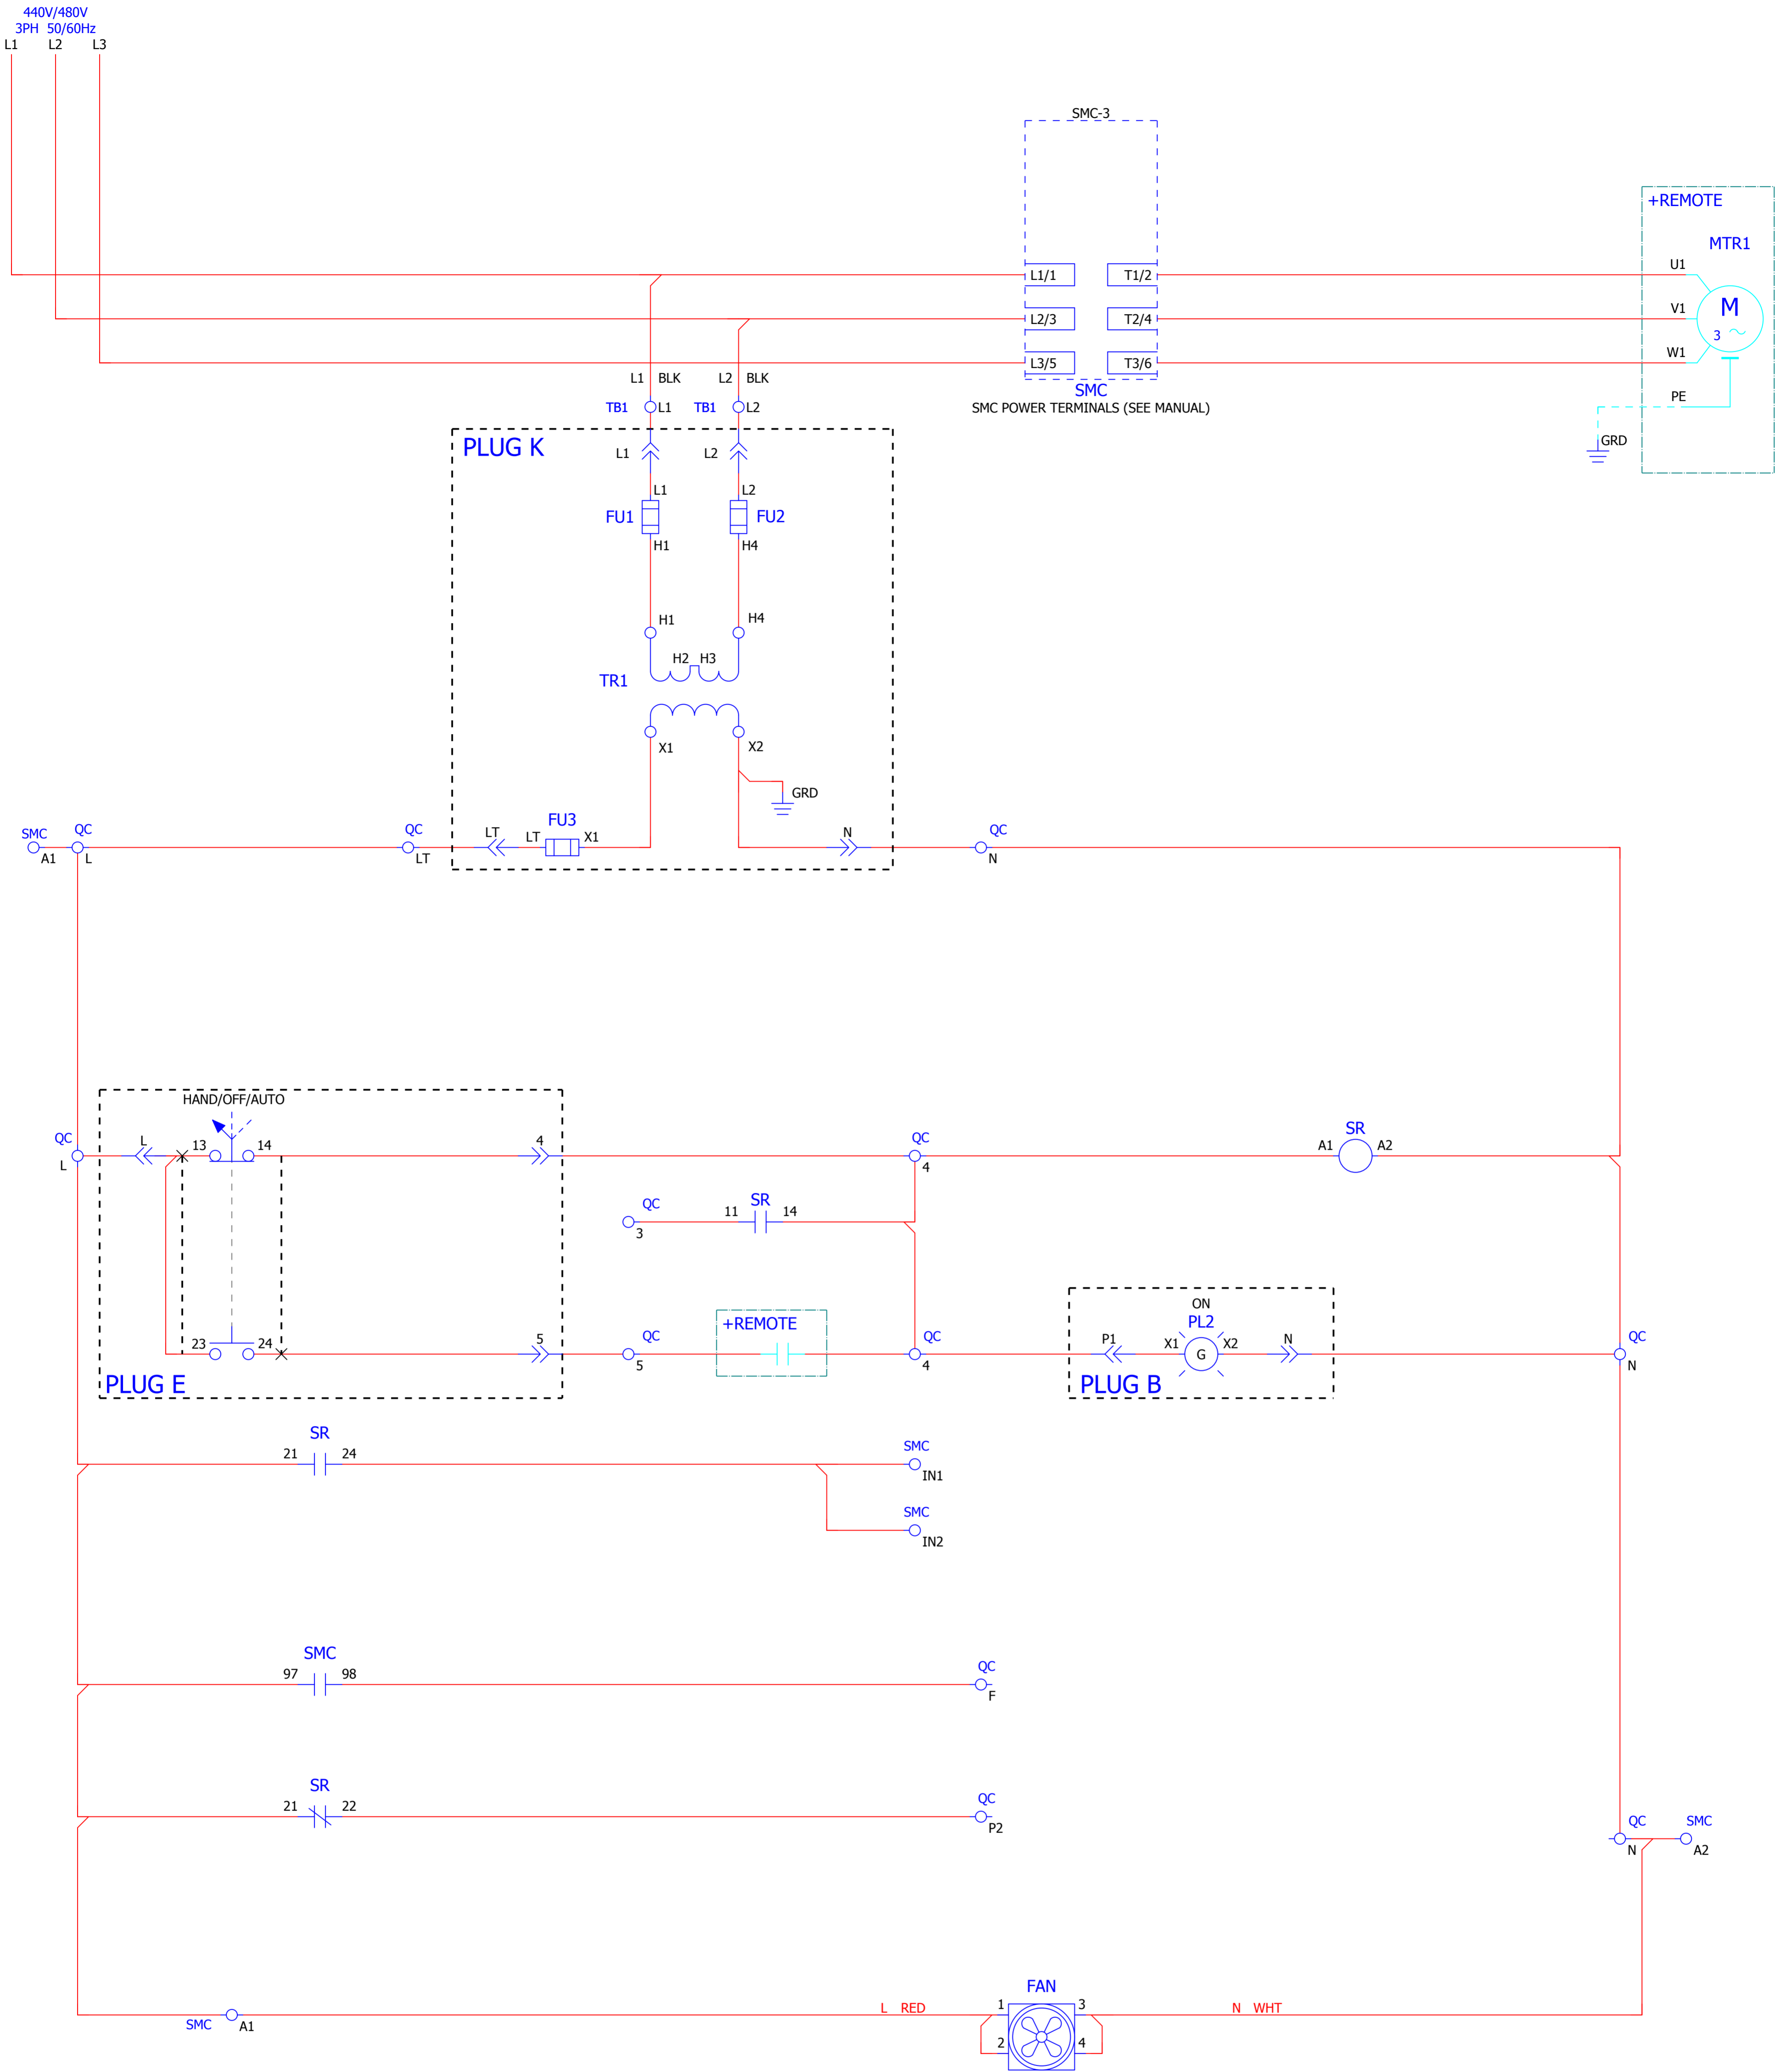 440V/480V
3PH 50/60Hz
L1 L2 L3
SMC-3
+REMOTE
MTR1
L1/1 T1/2 U1
L2/3 T2/4 V1
M
3
L3/5 T3/6 W1
L1 BLK L2 BLK
SMC
PE
TB1 L1 TB1 L2
SMC POWER TERMINALS (SEE MANUAL)
GRD
PLUG K
L1 L2
L1 L2
FU1 FU2
H1 H4
H1 H4
H2 H3
TR1
X1 X2
GRD
FU3
SMC QC QC LT LT X1 N QC
A1 L LT N
HAND/OFF/AUTO
QC L 13 14 4 QC A1 SR A2
L 4
QC 11 SR 14
3
ON
+REMOTE
PL2
23 24 5 QC QC P1 X1 G X2 N QC
5 4 N
PLUG E
PLUG B
SR
21 24 SMC
IN1
SMC
IN2
SMC
97 98 QC
F
SR
21 22 QC
P2
QC SMC
N A2
FAN
L RED 1 3 N WHT
SMC A1
2 4